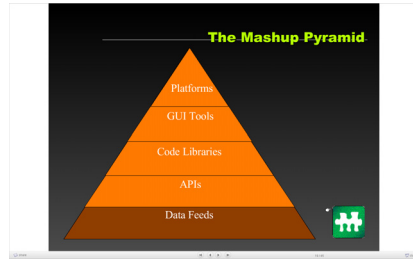 The Mashup Pyramid
Platforms
GUI Tools
Code Libraries
APIs
Data Feeds